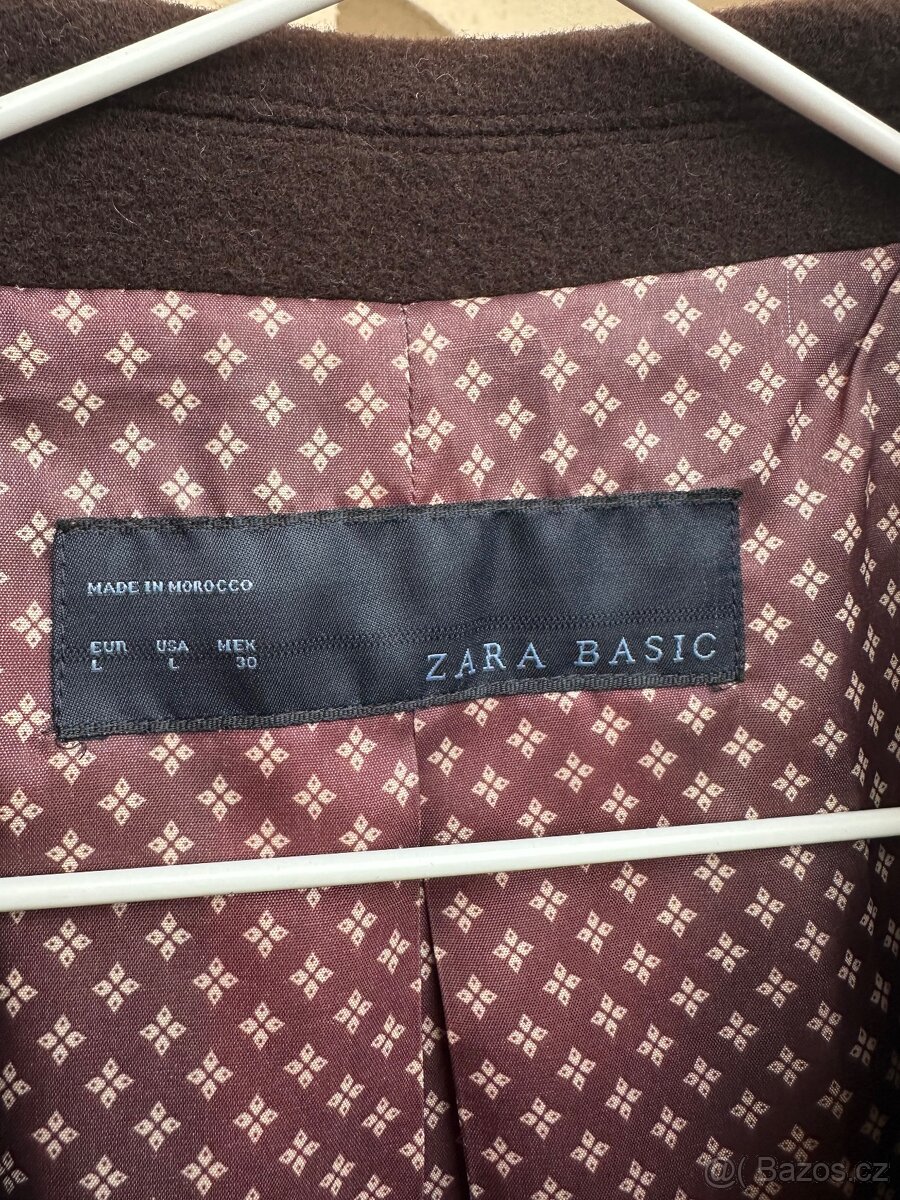 MADE IN MOROCCO
EUR USA MEX
L L 30
ZARA BASIC
@( Bazos.cz